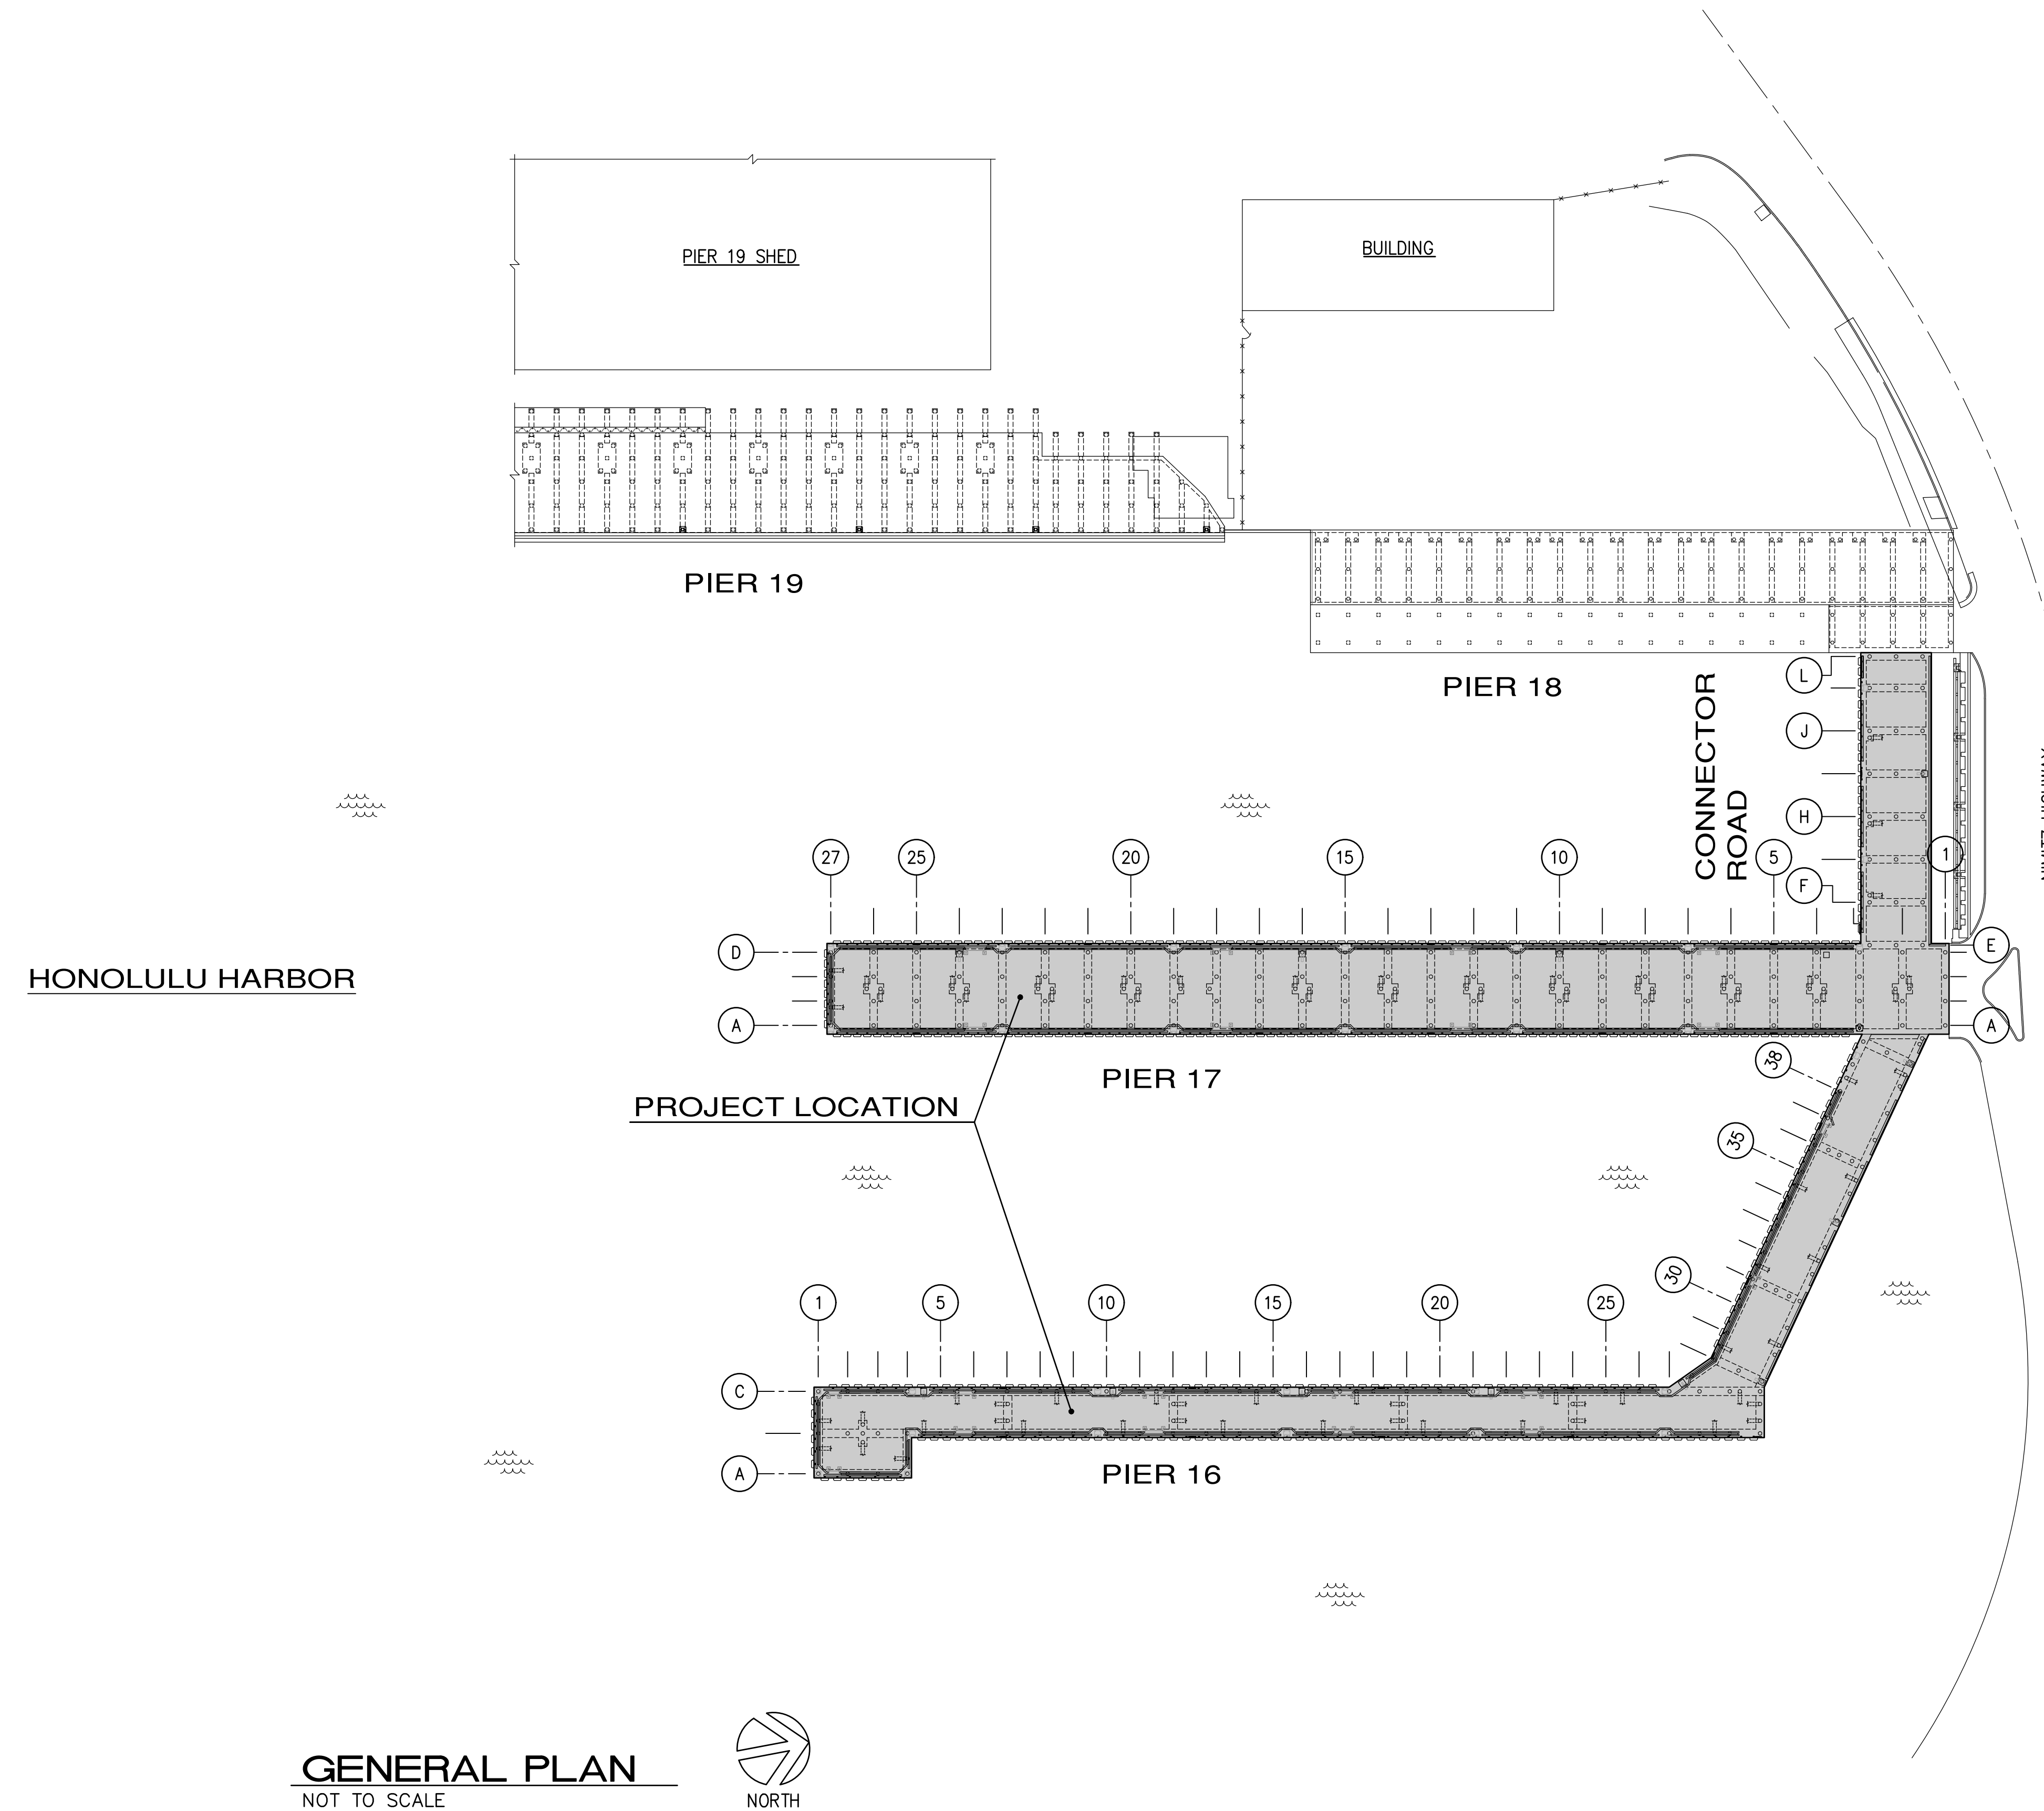 PIER 19 SHED
BUILDING
PIER 19
PIER 18
CONNECTOR
ROAD
L
J
H
F
27
25
20
15
10
5
1
D
E
HONOLULU HARBOR
A
A
PIER 17
38
PROJECT LOCATION
35
30
1
5
10
15
20
25
C
A
PIER 16
GENERAL PLAN
NOT TO SCALE
NORTH